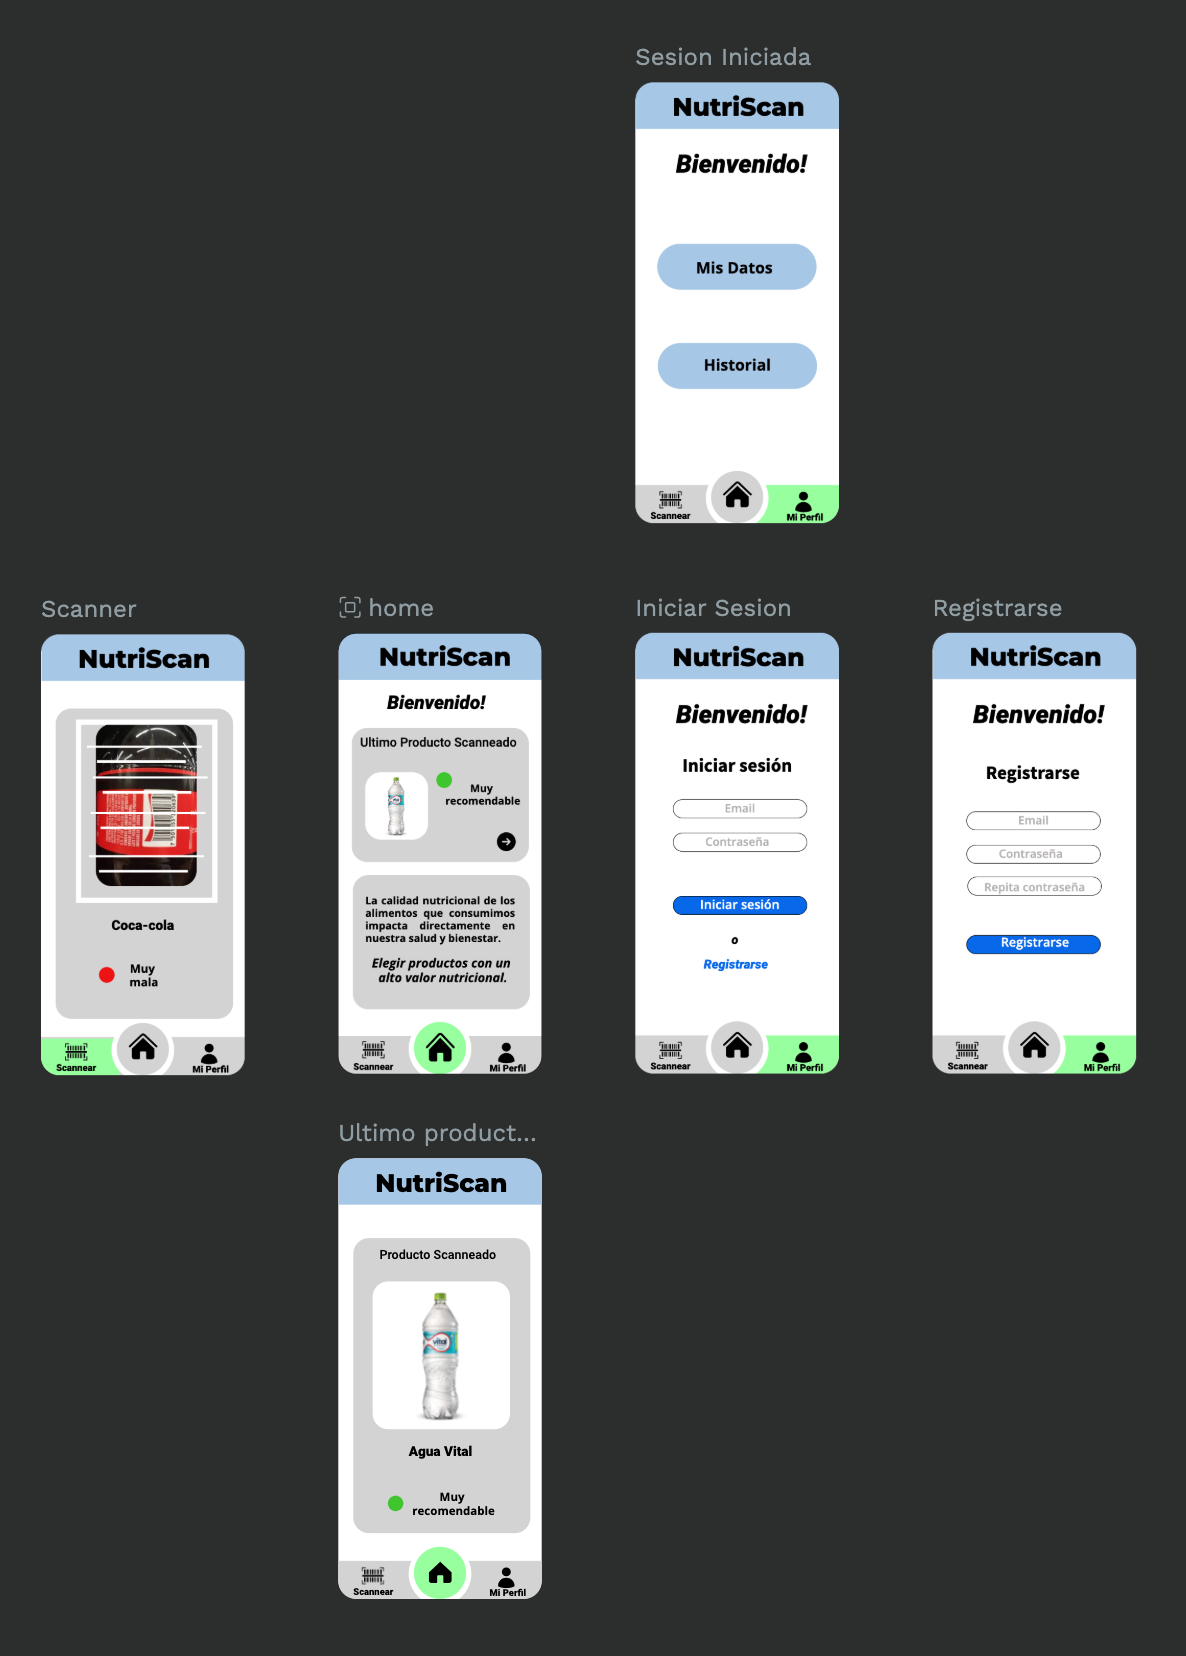 Sesion Iniciada
NutriScan
Bienvenido!
Mis Datos
Historial
Scannear
Mi Perfil
Scanner
NutriScan
Coca-cola
Muy
mala
Scannear
Mi Perfil
home
NutriScan
Bienvenido!
Ultimo Producto Scanneado
Muy
recomendable
La calidad nutricional de los
alimentos que consumimos
impacta directamente en
nuestra salud y bienestar.
Elegir productos con un
alto valor nutricional.
Scannear
Mi Perfil
Iniciar Sesion
NutriScan
Bienvenido!
Iniciar sesión
Email
Contraseña
Iniciar sesión
o
Registrarse
Scannear
Mi Perfil
Registrarse
NutriScan
Bienvenido!
Registrarse
Email
Contraseña
Repita contraseña
Registrarse
Scannear
Mi Perfil
Ultimo product...
NutriScan
Producto Scanneado
vital
Agua Vital
Muy
recomendable
Scannear
Mi Perfil